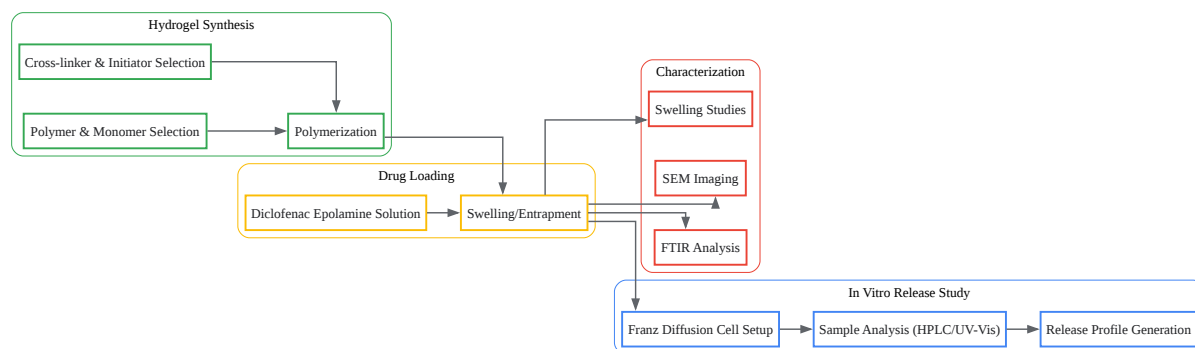 Hydrogel Synthesis
Cross-linker & Initiator Selection
Polymer & Monomer Selection
Polymerization
Drug Loading
Diclofenac Epolamine Solution
Swelling/Entrapment
Characterization
Swelling Studies
SEM Imaging
FTIR Analysis
In Vitro Release Study
Franz Diffusion Cell Setup
Sample Analysis (HPLC/UV-Vis)
Release Profile Generation